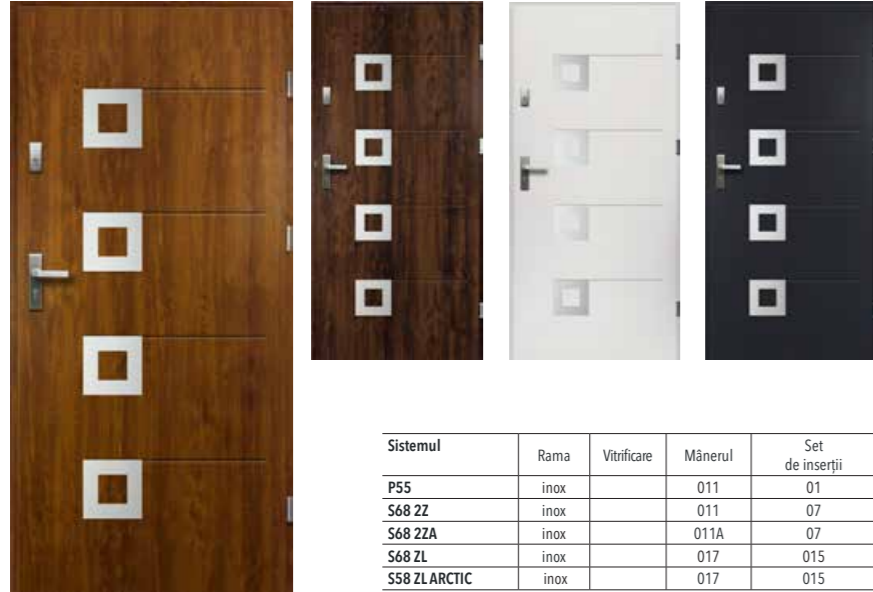 Sistemul Rama Vitrificare Mânerul Set de inserții
P55 inox 011 01
S68 2Z inox 011 07
S68 2ZA inox 011A 07
S68 ZL inox 017 015
S58 ZL ARCTIC inox 017 015